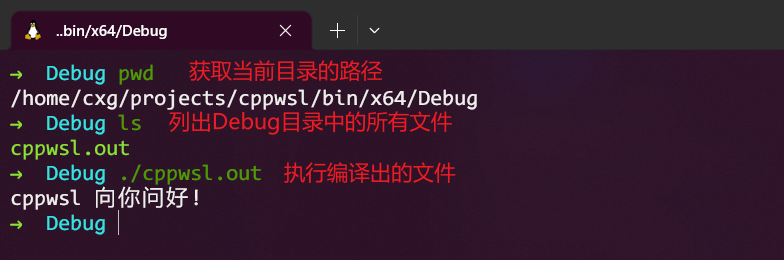 ..bin/x64/Debug
→ Debug pwd 获取当前目录的路径
/home/cxg/projects/cppwsl/bin/x64/Debug
→ Debug ls 列出Debug目录中的所有文件
cppwsl.out
→ Debug ./cppwsl.out 执行编译出的文件
cppwsl 向你问好!
→ Debug